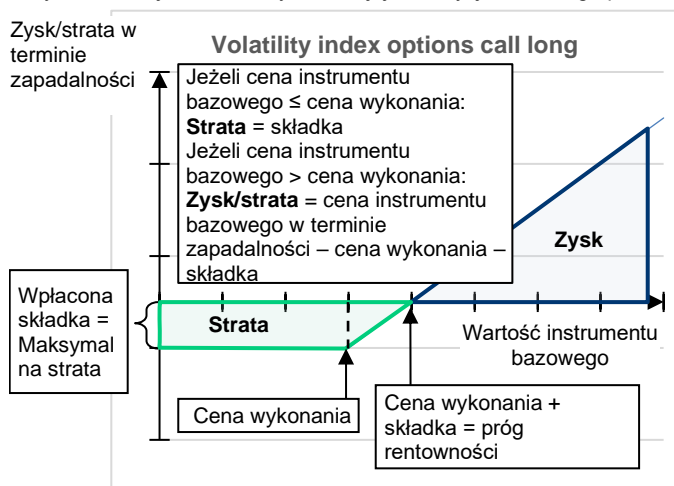 Zysk/strata w
terminie
zapadalności
Volatility index options call long
Jeżeli cena instrumentu
bazowego ≤ cena wykonania:
Strata = składka
Jeżeli cena instrumentu
bazowego > cena wykonania:
Zysk/strata = cena instrumentu
bazowego w terminie
zapadalności – cena wykonania –
składka
Zysk
Wpłacona
składka =
Maksymal
na strata
Strata
Wartość instrumentu
bazowego
Cena wykonania
Cena wykonania +
składka = próg
rentowności